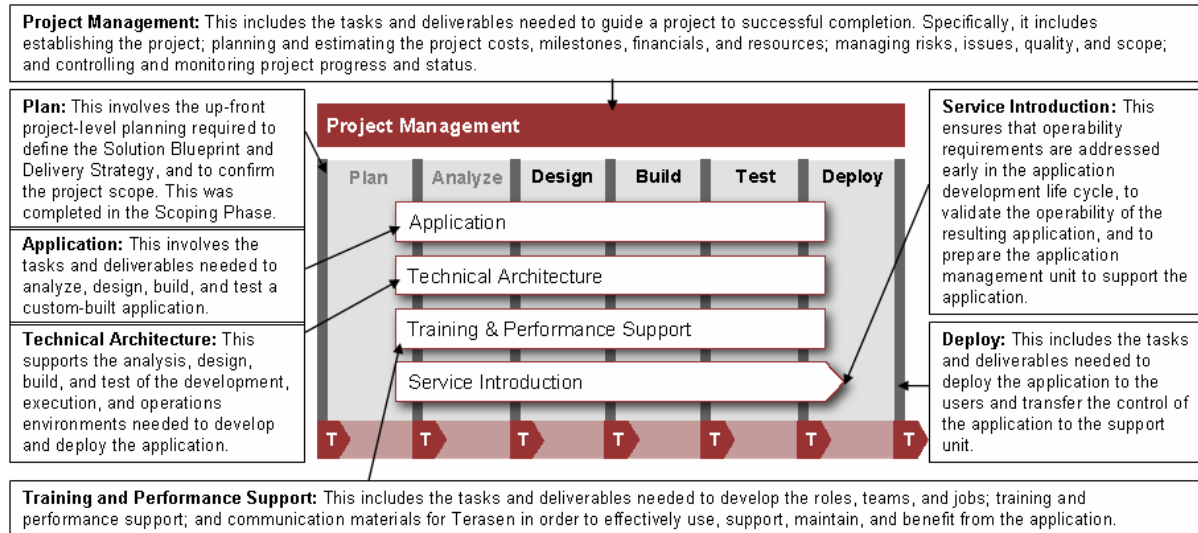 Project Management: This includes the tasks and deliverables needed to guide a project to successful completion. Specifically, it includes
establishing the project; planning and estimating the project costs, milestones, financials, and resources; managing risks, issues, quality, and scope;
and controlling and monitoring project progress and status.
Plan: This involves the up-front
project-level planning required to
define the Solution Blueprint and
Delivery Strategy, and to confirm
the project scope. This was
completed in the Scoping Phase.
Application: This involves the
tasks and deliverables needed to
analyze, design, build, and test a
custom-built application.
Technical Architecture: This
supports the analysis, design,
build, and test of the development,
execution, and operations
environments needed to develop
and deploy the application.
Project Management
Plan Analyze Design Build Test Deploy
Application
Technical Architecture
Training & Performance Support
Service Introduction
T T T T T T T
Service Introduction: This
ensures that operability
requirements are addressed
early in the application
development life cycle, to
validate the operability of the
resulting application, and to
prepare the application
management unit to support the
application.
Deploy: This includes the tasks
and deliverables needed to
deploy the application to the
users and transfer the control of
the application to the support
unit.
Training and Performance Support: This includes the tasks and deliverables needed to develop the roles, teams, and jobs; training and
performance support; and communication materials for Terasen in order to effectively use, support, maintain, and benefit from the application.